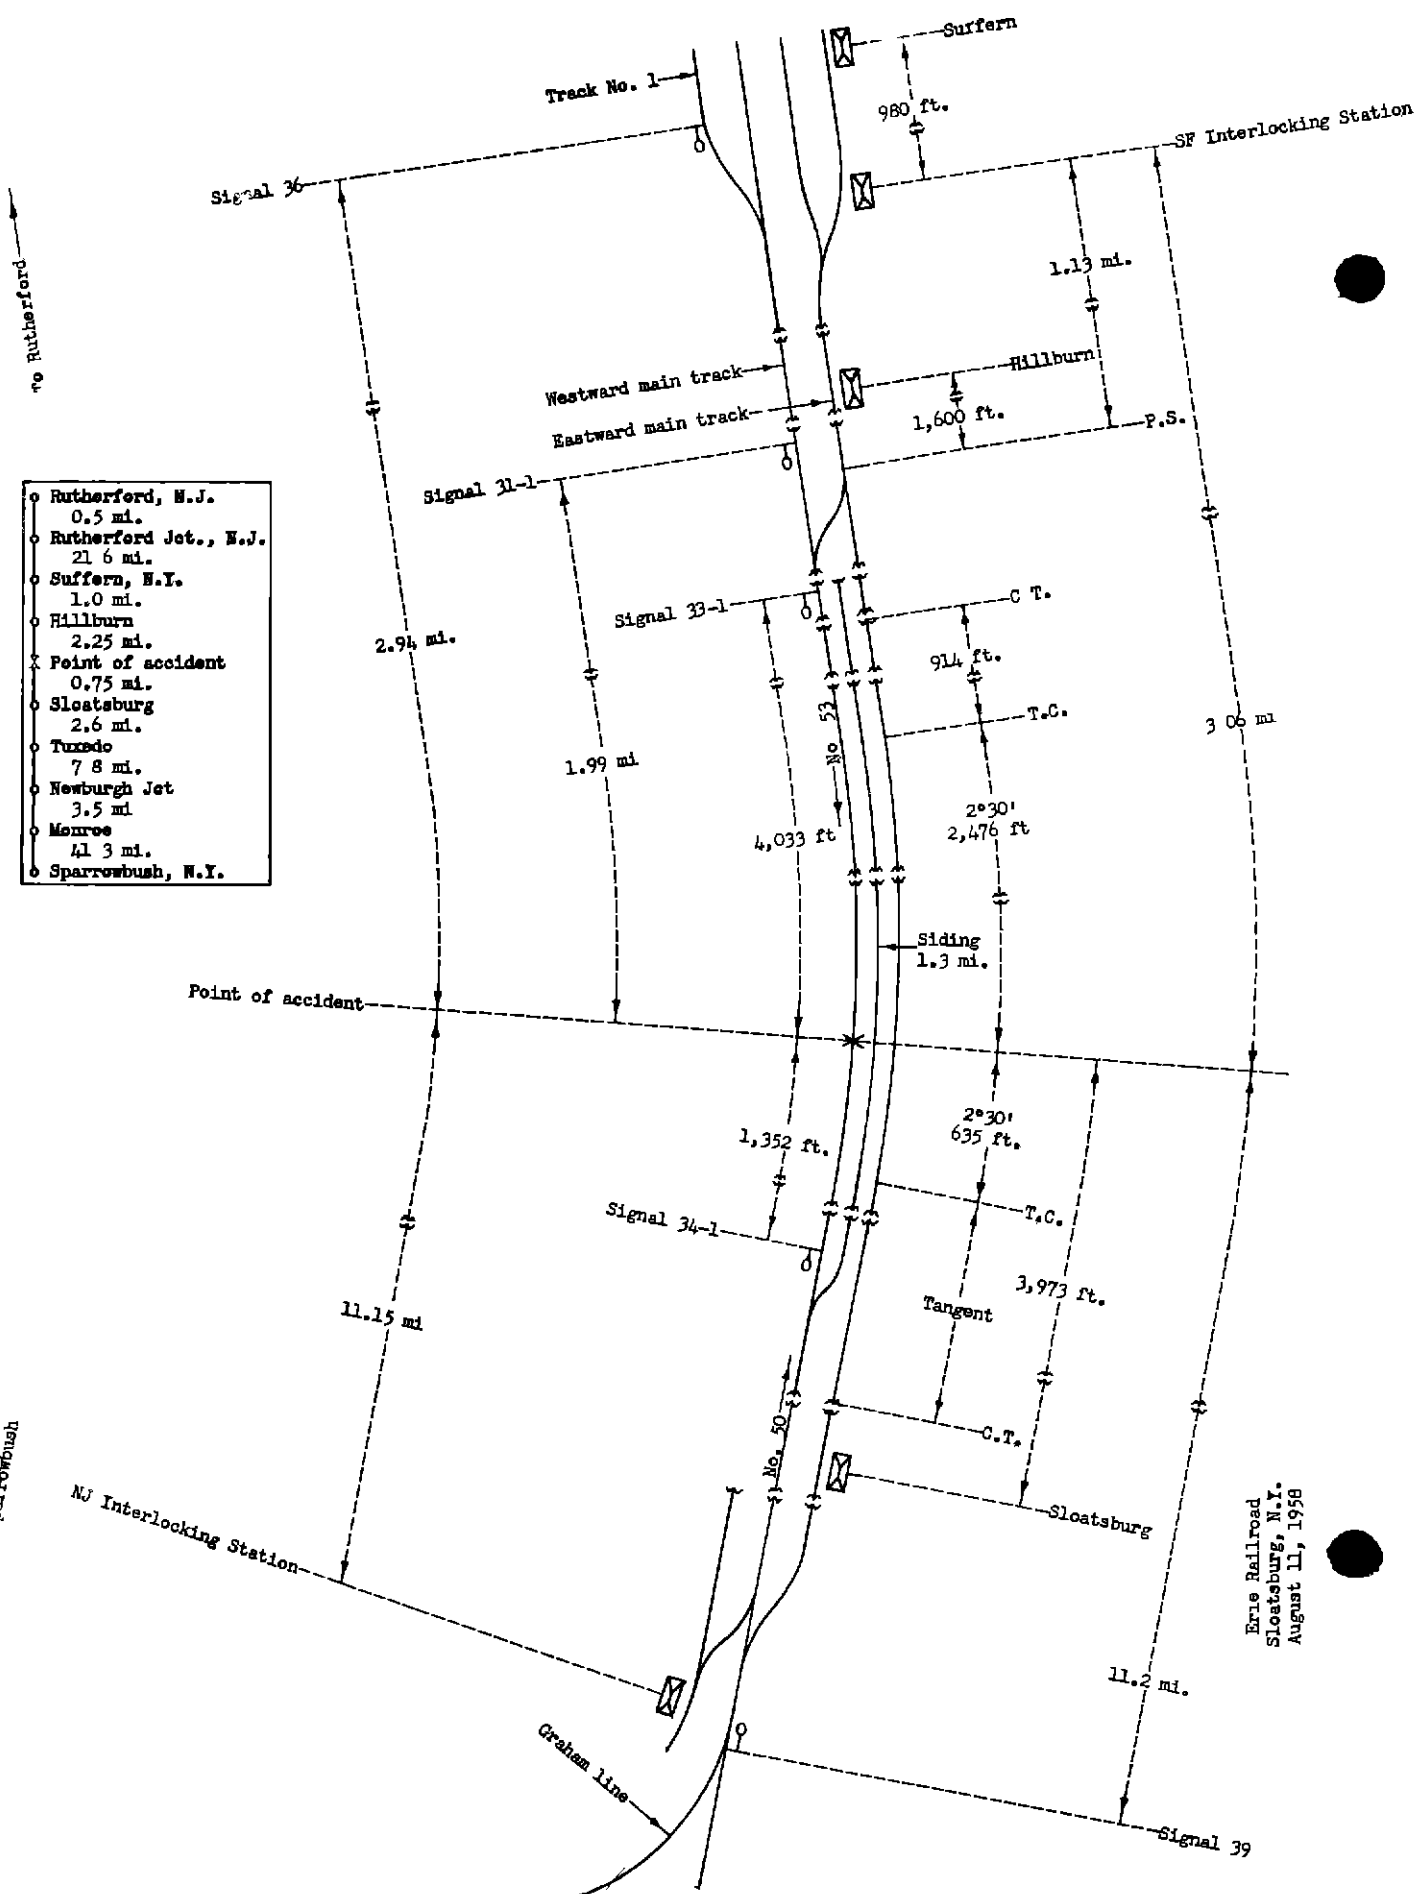 Suffern
Track No. 1
980 ft.
SF Interlocking Station
Signal 36
To Rutherford
1.13 mi.
Hillburn
Westward main track
Eastward main track
1,600 ft.
P.S.
Signal 31-1
Rutherford, N.J.
0.5 mi.
Rutherford Jct., N.J.
21 6 mi.
Suffern, N.Y.
1.0 mi.
Hillburn
2.25 mi.
X Point of accident
0.75 mi.
Sloatsburg
2.6 mi.
Tuxedo
7 8 mi.
Newburgh Jct
3.5 mi
Monroe
41 3 mi.
Sparrowbush, N.Y.
Signal 33-1
C T.
914 ft.
2.94 mi.
T.C.
3 06 mi
No 53
1.99 mi
2°30'
2,476 ft
4,033 ft
Siding
1.3 mi.
Point of accident
2°30'
635 ft.
1,352 ft.
Signal 34-1
T.C.
3,973 ft.
Tangent
11.15 mi
No. 50
C.T.
Sloatsburg
NJ Interlocking Station
Erie Railroad
Sloatsburg, N.Y.
August 11, 1958
11.2 mi.
Graham line
Signal 39